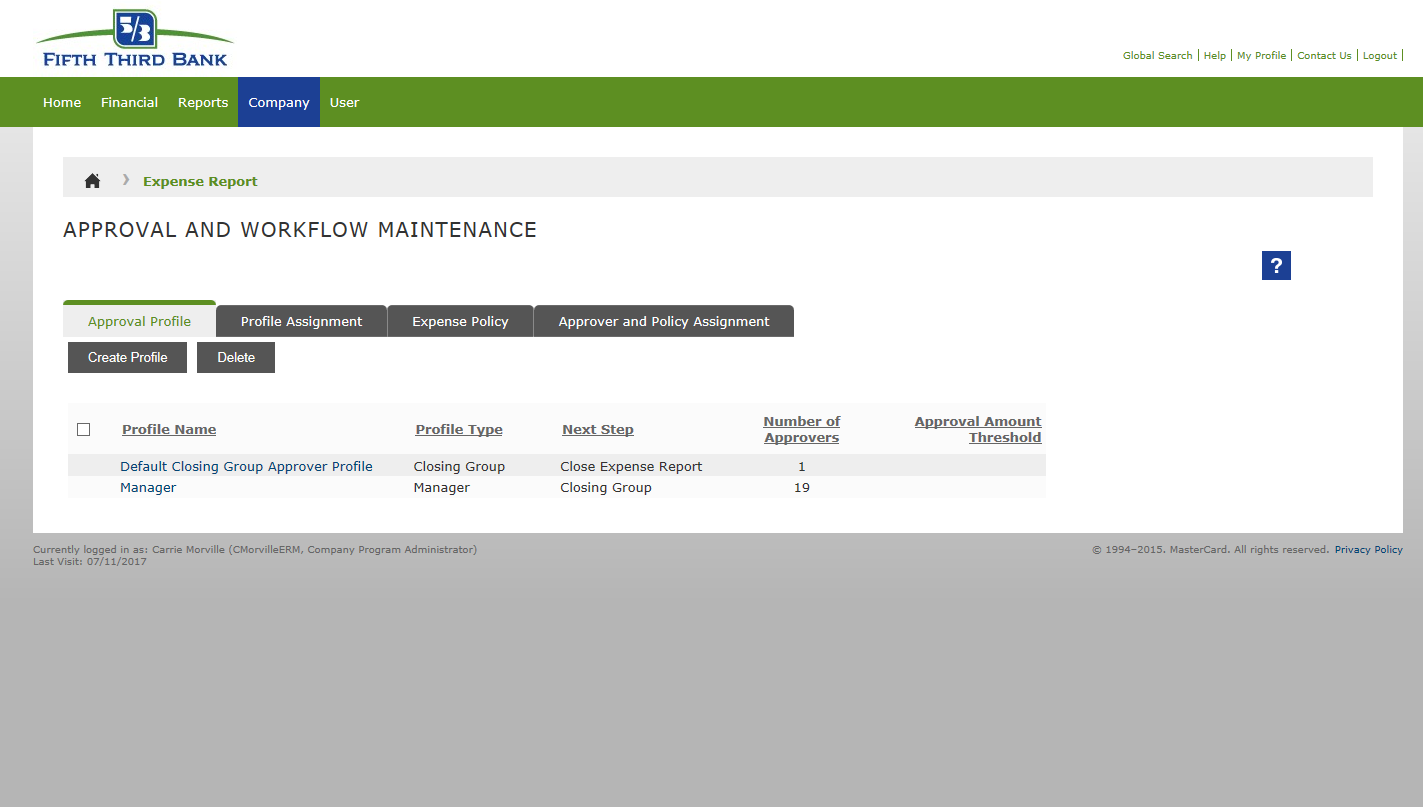 5/3
FIFTH THIRD BANK
Global Search | Help | My Profile | Contact Us | Logout |
Home Financial Reports Company User
Expense Report
APPROVAL AND WORKFLOW MAINTENANCE
?
Approval Profile Profile Assignment Expense Policy Approver and Policy Assignment
Create Profile Delete
Profile Name Profile Type Next Step Number of Approvers Approval Amount Threshold
Default Closing Group Approver Profile Closing Group Close Expense Report 1
Manager Manager Closing Group 19
Currently logged in as: Carrie Morville (CMorvilleERM, Company Program Administrator)
Last Visit: 07/11/2017
© 1994–2015. MasterCard. All rights reserved. Privacy Policy